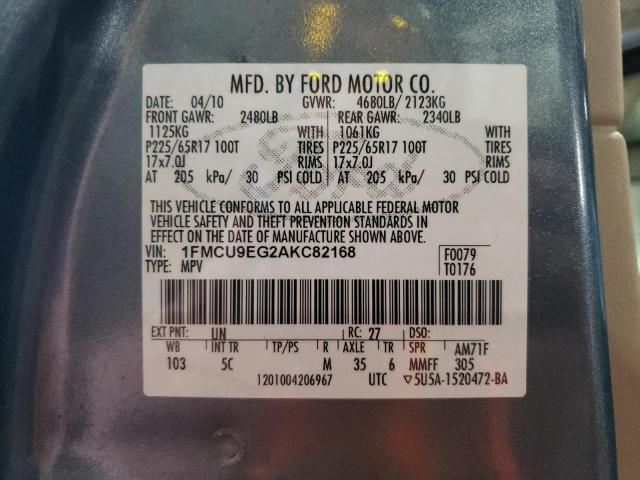 MFD. BY FORD MOTOR CO.
DATE: 04/10 GVWR: 4680LB/ 2123KG
FRONT GAWR: 2480LB REAR GAWR: 2340LB
1125KG WITH 1061KG WITH
P225/65R17 100T TIRES P225/65R17 100T TIRES
17x7.0J RIMS 17x7.0J RIMS
AT 205 kPa/ 30 PSI COLD AT 205 kPa/ 30 PSI COLD
THIS VEHICLE CONFORMS TO ALL APPLICABLE FEDERAL MOTOR
VEHICLE SAFETY AND THEFT PREVENTION STANDARDS IN
EFFECT ON THE DATE OF MANUFACTURE SHOWN ABOVE.
VIN: 1FMCU9EG2AKC82168 F0079
TYPE: MPV T0176
EXT PNT: UN RC: 27 DSO:
WB INT TR TP/PS R AXLE TR SPR AM71F
103 5C M 35 6 MMFF 305
1201004206967 UTC ▽5U5A-1520472-BA